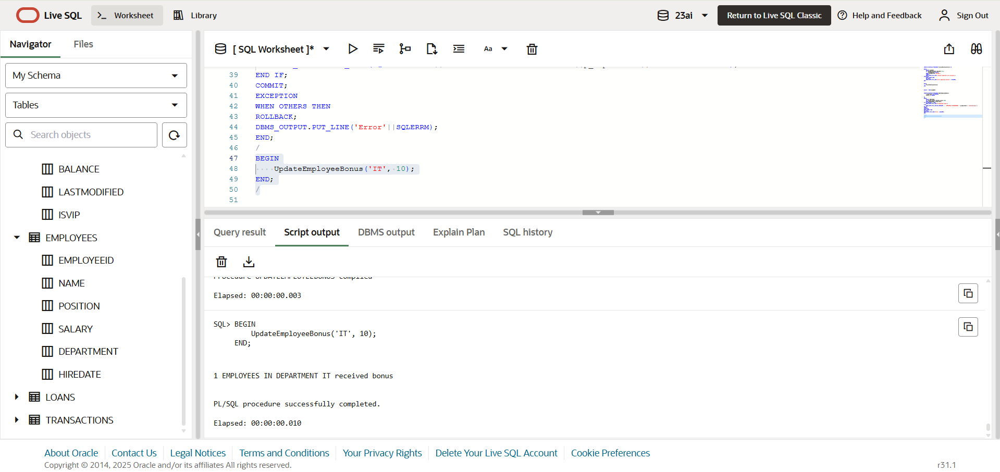 Live SQL
Worksheet
Library
23ai
Return to Live SQL Classic
Help and Feedback
Sign Out
Navigator
Files
My Schema
Tables
Search objects
BALANCE
LASTMODIFIED
ISVIP
EMPLOYEES
EMPLOYEEID
NAME
POSITION
SALARY
DEPARTMENT
HIREDATE
LOANS
TRANSACTIONS
[ SQL Worksheet ]*
Aa
39 END IF;
40 COMMIT;
41 EXCEPTION
42 WHEN OTHERS THEN
43 ROLLBACK;
44 DBMS_OUTPUT.PUT_LINE('Error'||SQLERRM);
45 END;
46 /
47 BEGIN
48 ····UpdateEmployeeBonus('IT',·10);
49 END;
50 /
51
Query result
Script output
DBMS output
Explain Plan
SQL history
Procedure UPDATEEMPLOYEEBONUS compiled
Elapsed: 00:00:00.003
SQL> BEGIN
UpdateEmployeeBonus('IT', 10);
END;
1 EMPLOYEES IN DEPARTMENT IT received bonus
PL/SQL procedure successfully completed.
Elapsed: 00:00:00.010
About Oracle
Contact Us
Legal Notices
Terms and Conditions
Your Privacy Rights
Delete Your Live SQL Account
Cookie Preferences
Copyright © 2014, 2025 Oracle and/or its affiliates All rights reserved.
r31.1